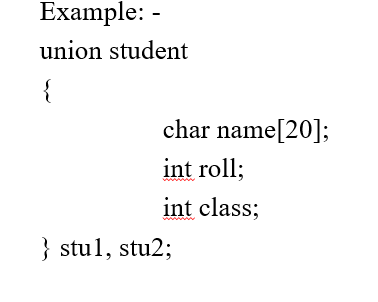 Example: -
union student
{
char name[20];
int roll;
int class;
} stu1, stu2;